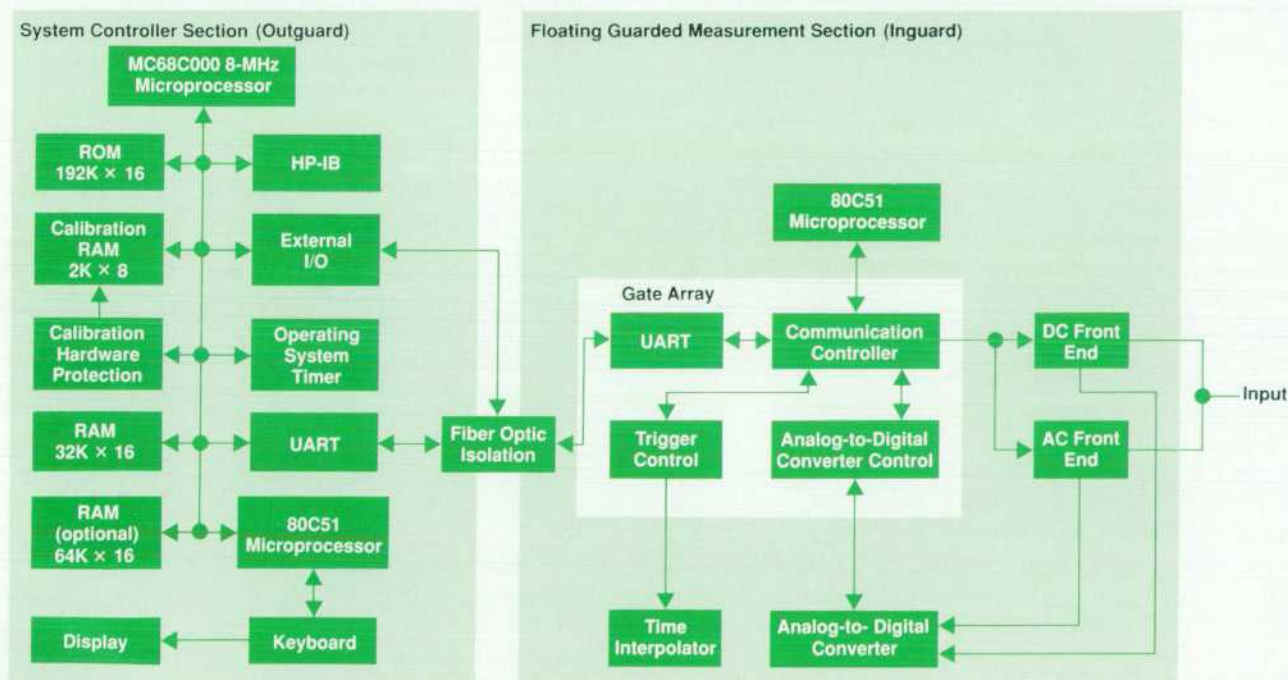 System Controller Section (Outguard)
MC68C000 8-MHz
Microprocessor
ROM
192K × 16
HP-IB
Calibration
RAM
2K × 8
External
I/O
Calibration
Hardware
Protection
Operating
System
Timer
RAM
32K × 16
UART
RAM
(optional)
64K × 16
80C51
Microprocessor
Display
Keyboard
Fiber Optic
Isolation
Floating Guarded Measurement Section (Inguard)
80C51
Microprocessor
Gate Array
UART
Communication
Controller
DC Front
End
Input
Trigger
Control
Analog-to-Digital
Converter Control
AC Front
End
Time
Interpolator
Analog-to- Digital
Converter